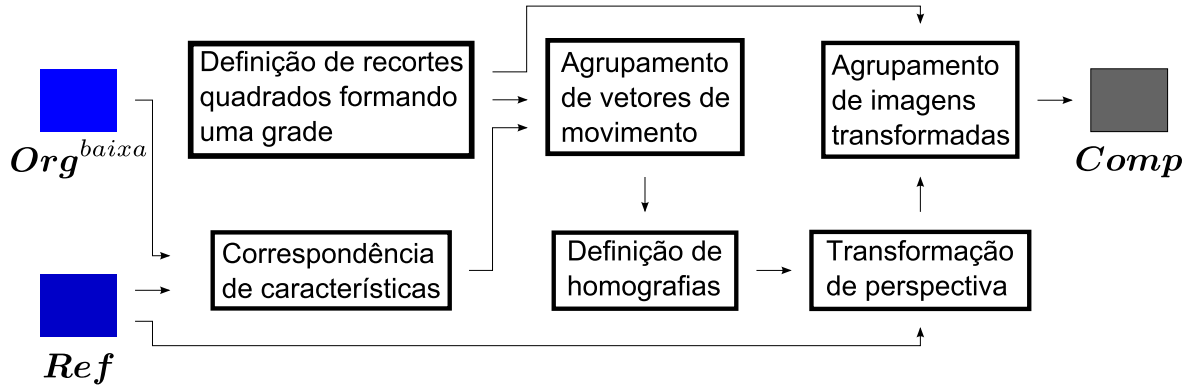 Definição de recortes
quadrados formando
uma grade
Agrupamento
de vetores de
movimento
Agrupamento
de imagens
transformadas
Org^baixa
Comp
Correspondência
de características
Definição de
homografias
Transformação
de perspectiva
Ref